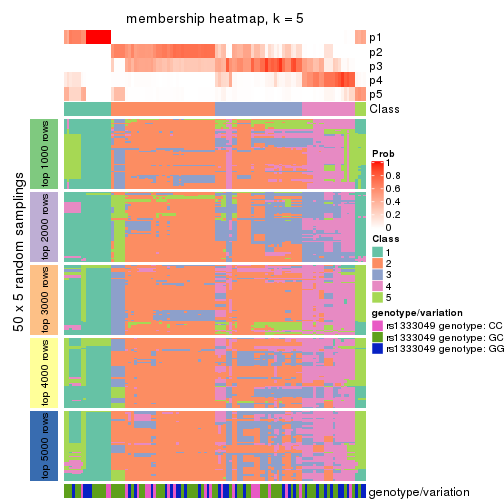 membership heatmap, k = 5
p1
p2
p3
p4
p5
Class
50 x 5 random samplings
top 1000 rows
top 2000 rows
top 3000 rows
top 4000 rows
top 5000 rows
Prob
1
0.8
0.6
0.4
0.2
0
Class
1
2
3
4
5
genotype/variation
rs1333049 genotype: CC
rs1333049 genotype: GC
rs1333049 genotype: GG
genotype/variation